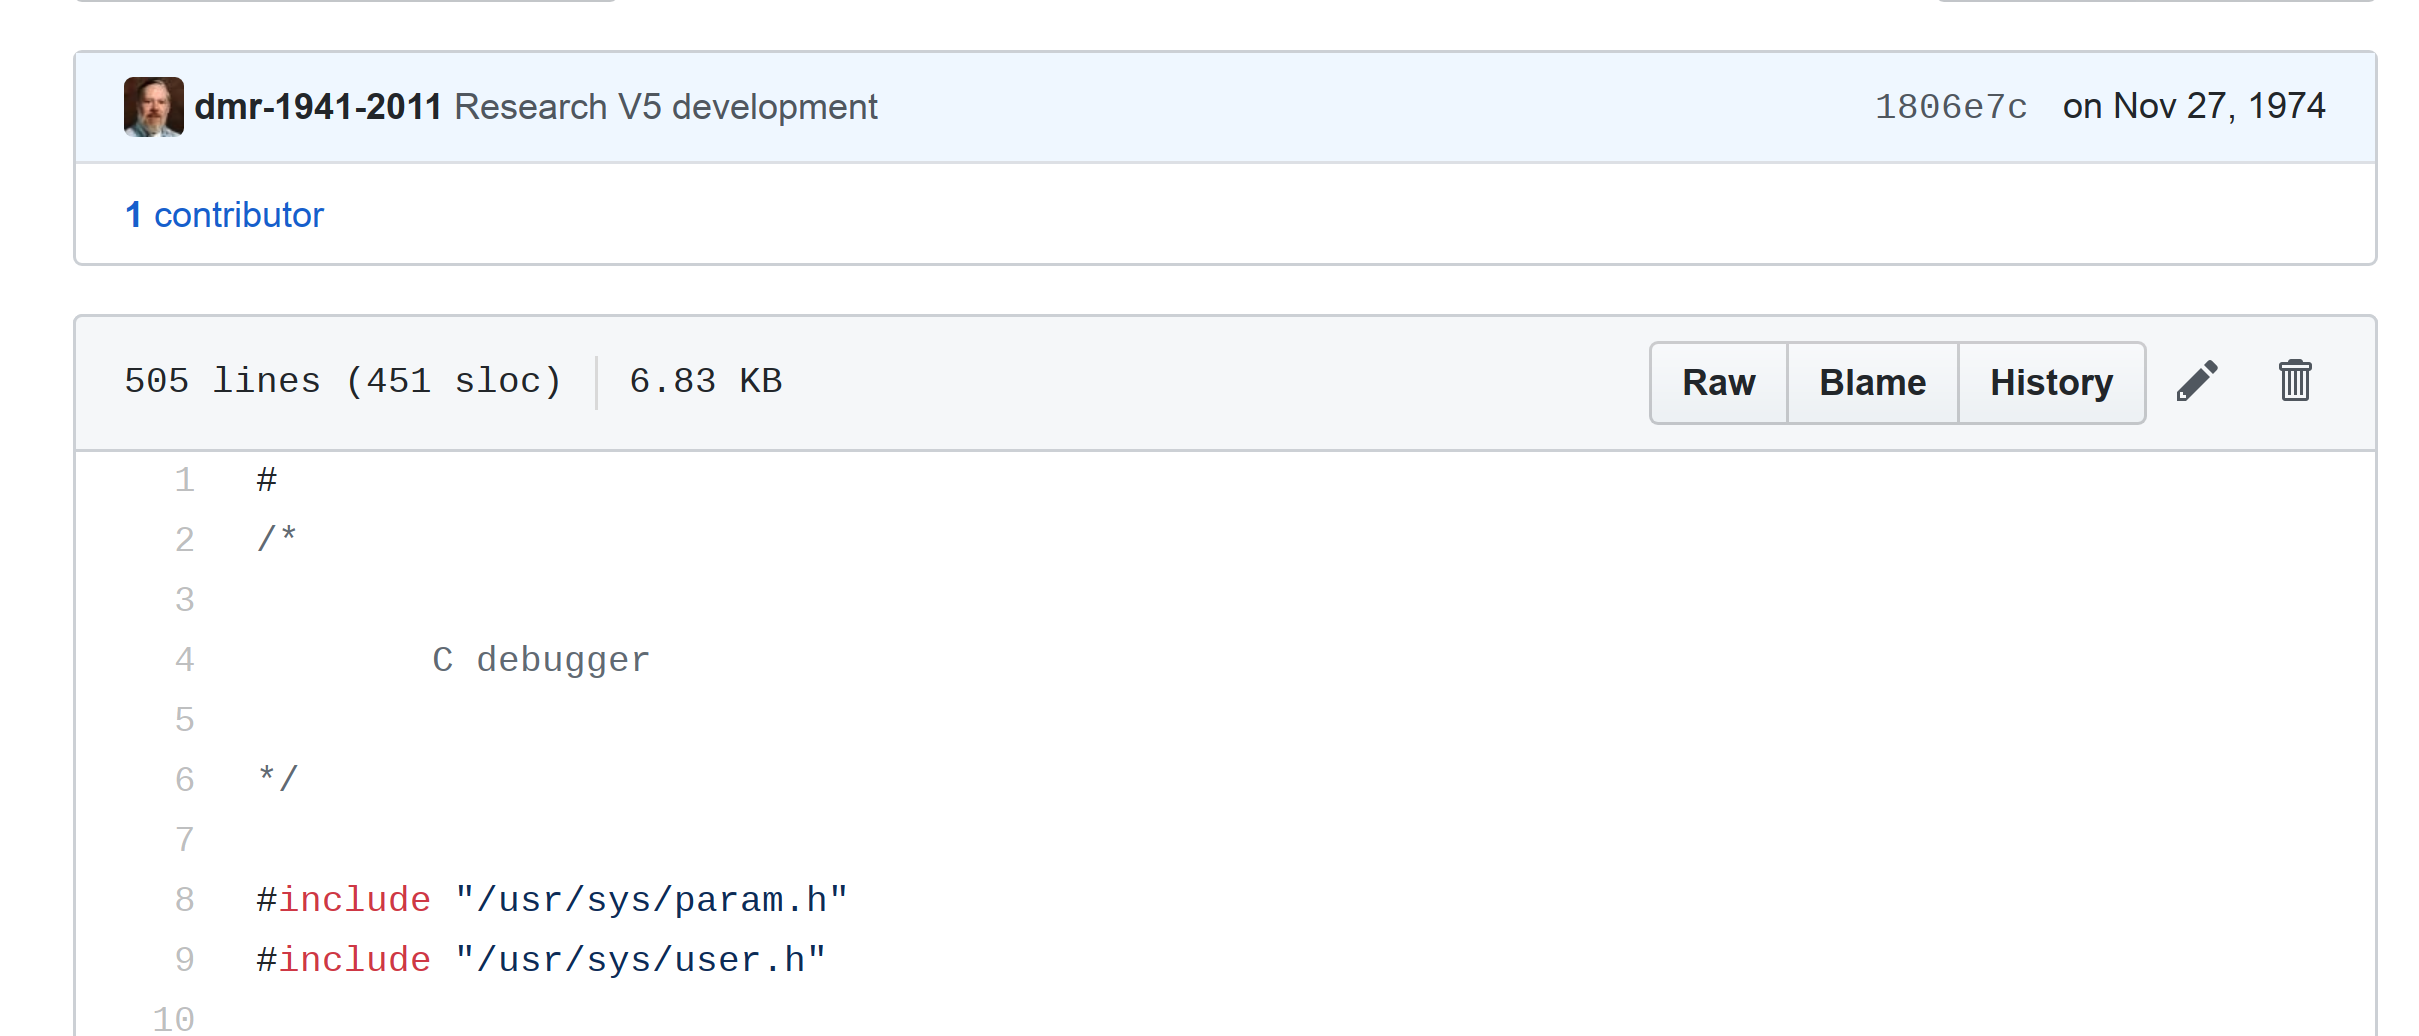 dmr-1941-2011 Research V5 development 1806e7c on Nov 27, 1974
1 contributor
505 lines (451 sloc) 6.83 KB Raw Blame History
1 #
2 /*
3
4 C debugger
5
6 */
7
8 #include "/usr/sys/param.h"
9 #include "/usr/sys/user.h"
10